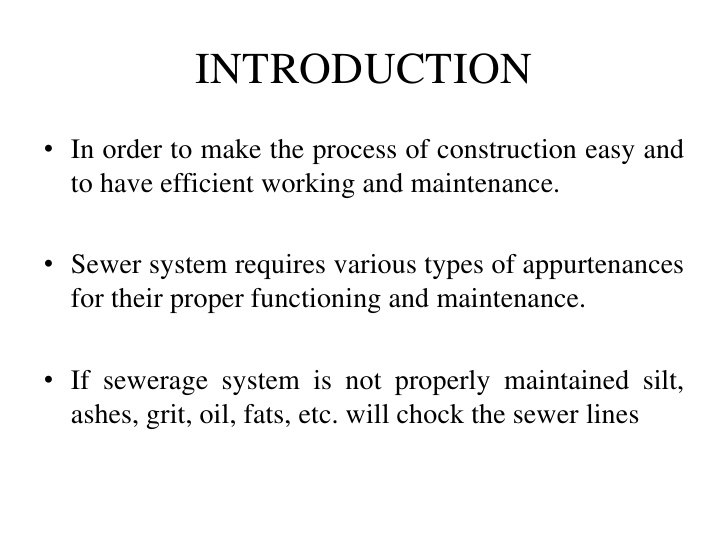 INTRODUCTION
• In order to make the process of construction easy and
to have efficient working and maintenance.
• Sewer system requires various types of appurtenances
for their proper functioning and maintenance.
• If sewerage system is not properly maintained silt,
ashes, grit, oil, fats, etc. will chock the sewer lines